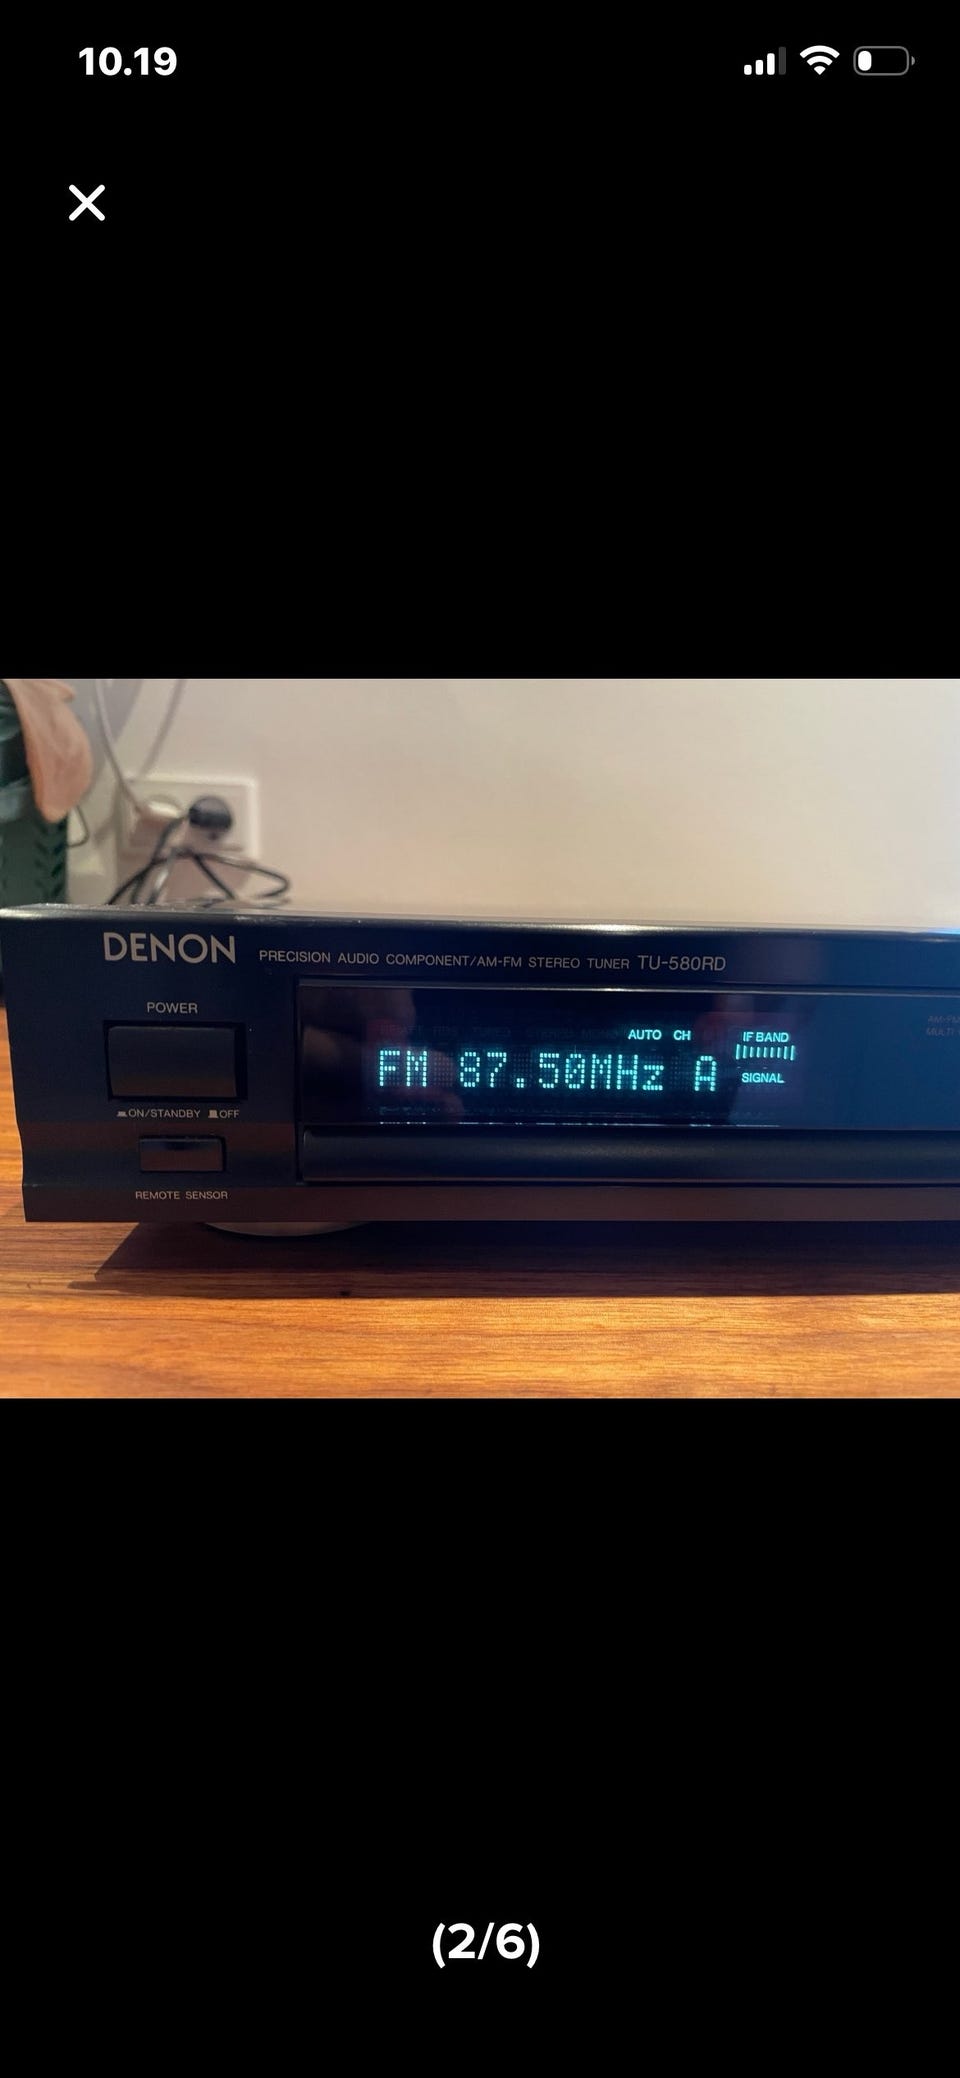 10.19
DENON PRECISION AUDIO COMPONENT/AM-FM STEREO TUNER TU-580RD
POWER
AUTO CH
IF BAND
FM 87.50MHz A
SIGNAL
ON/STANDBY OFF
REMOTE SENSOR
(2/6)